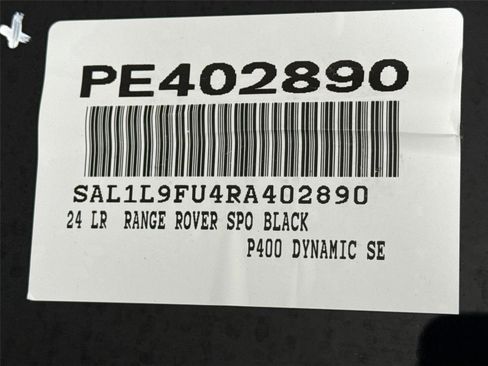 PE402890
SAL1L9FU4RA402890
24 LR RANGE ROVER SPO BLACK
P400 DYNAMIC SE